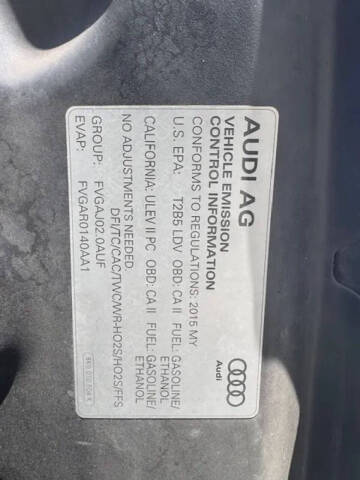 AUDI AG
VEHICLE EMISSION
CONTROL INFORMATION
Audi
CONFORMS TO REGULATIONS: 2015 MY
U.S. EPA: T2B5 LDV OBD: CA II FUEL: GASOLINE/
ETHANOL
CALIFORNIA: ULEV II PC OBD: CA II FUEL: GASOLINE/
ETHANOL
NO ADJUSTMENTS NEEDED.
DFI/TC/CAC/TWC/WR-HO2S/HO2S/FFS
GROUP: FVGAJ02.0AUF
EVAP: FVGAR0140AA1